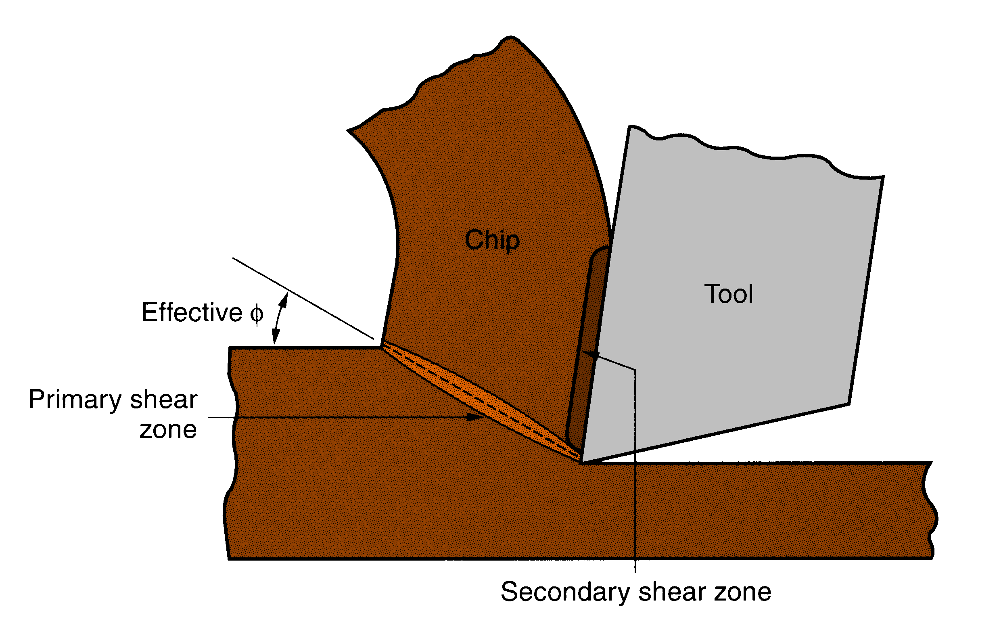 Chip
Tool
Effective ϕ
Primary shear
zone
Secondary shear zone